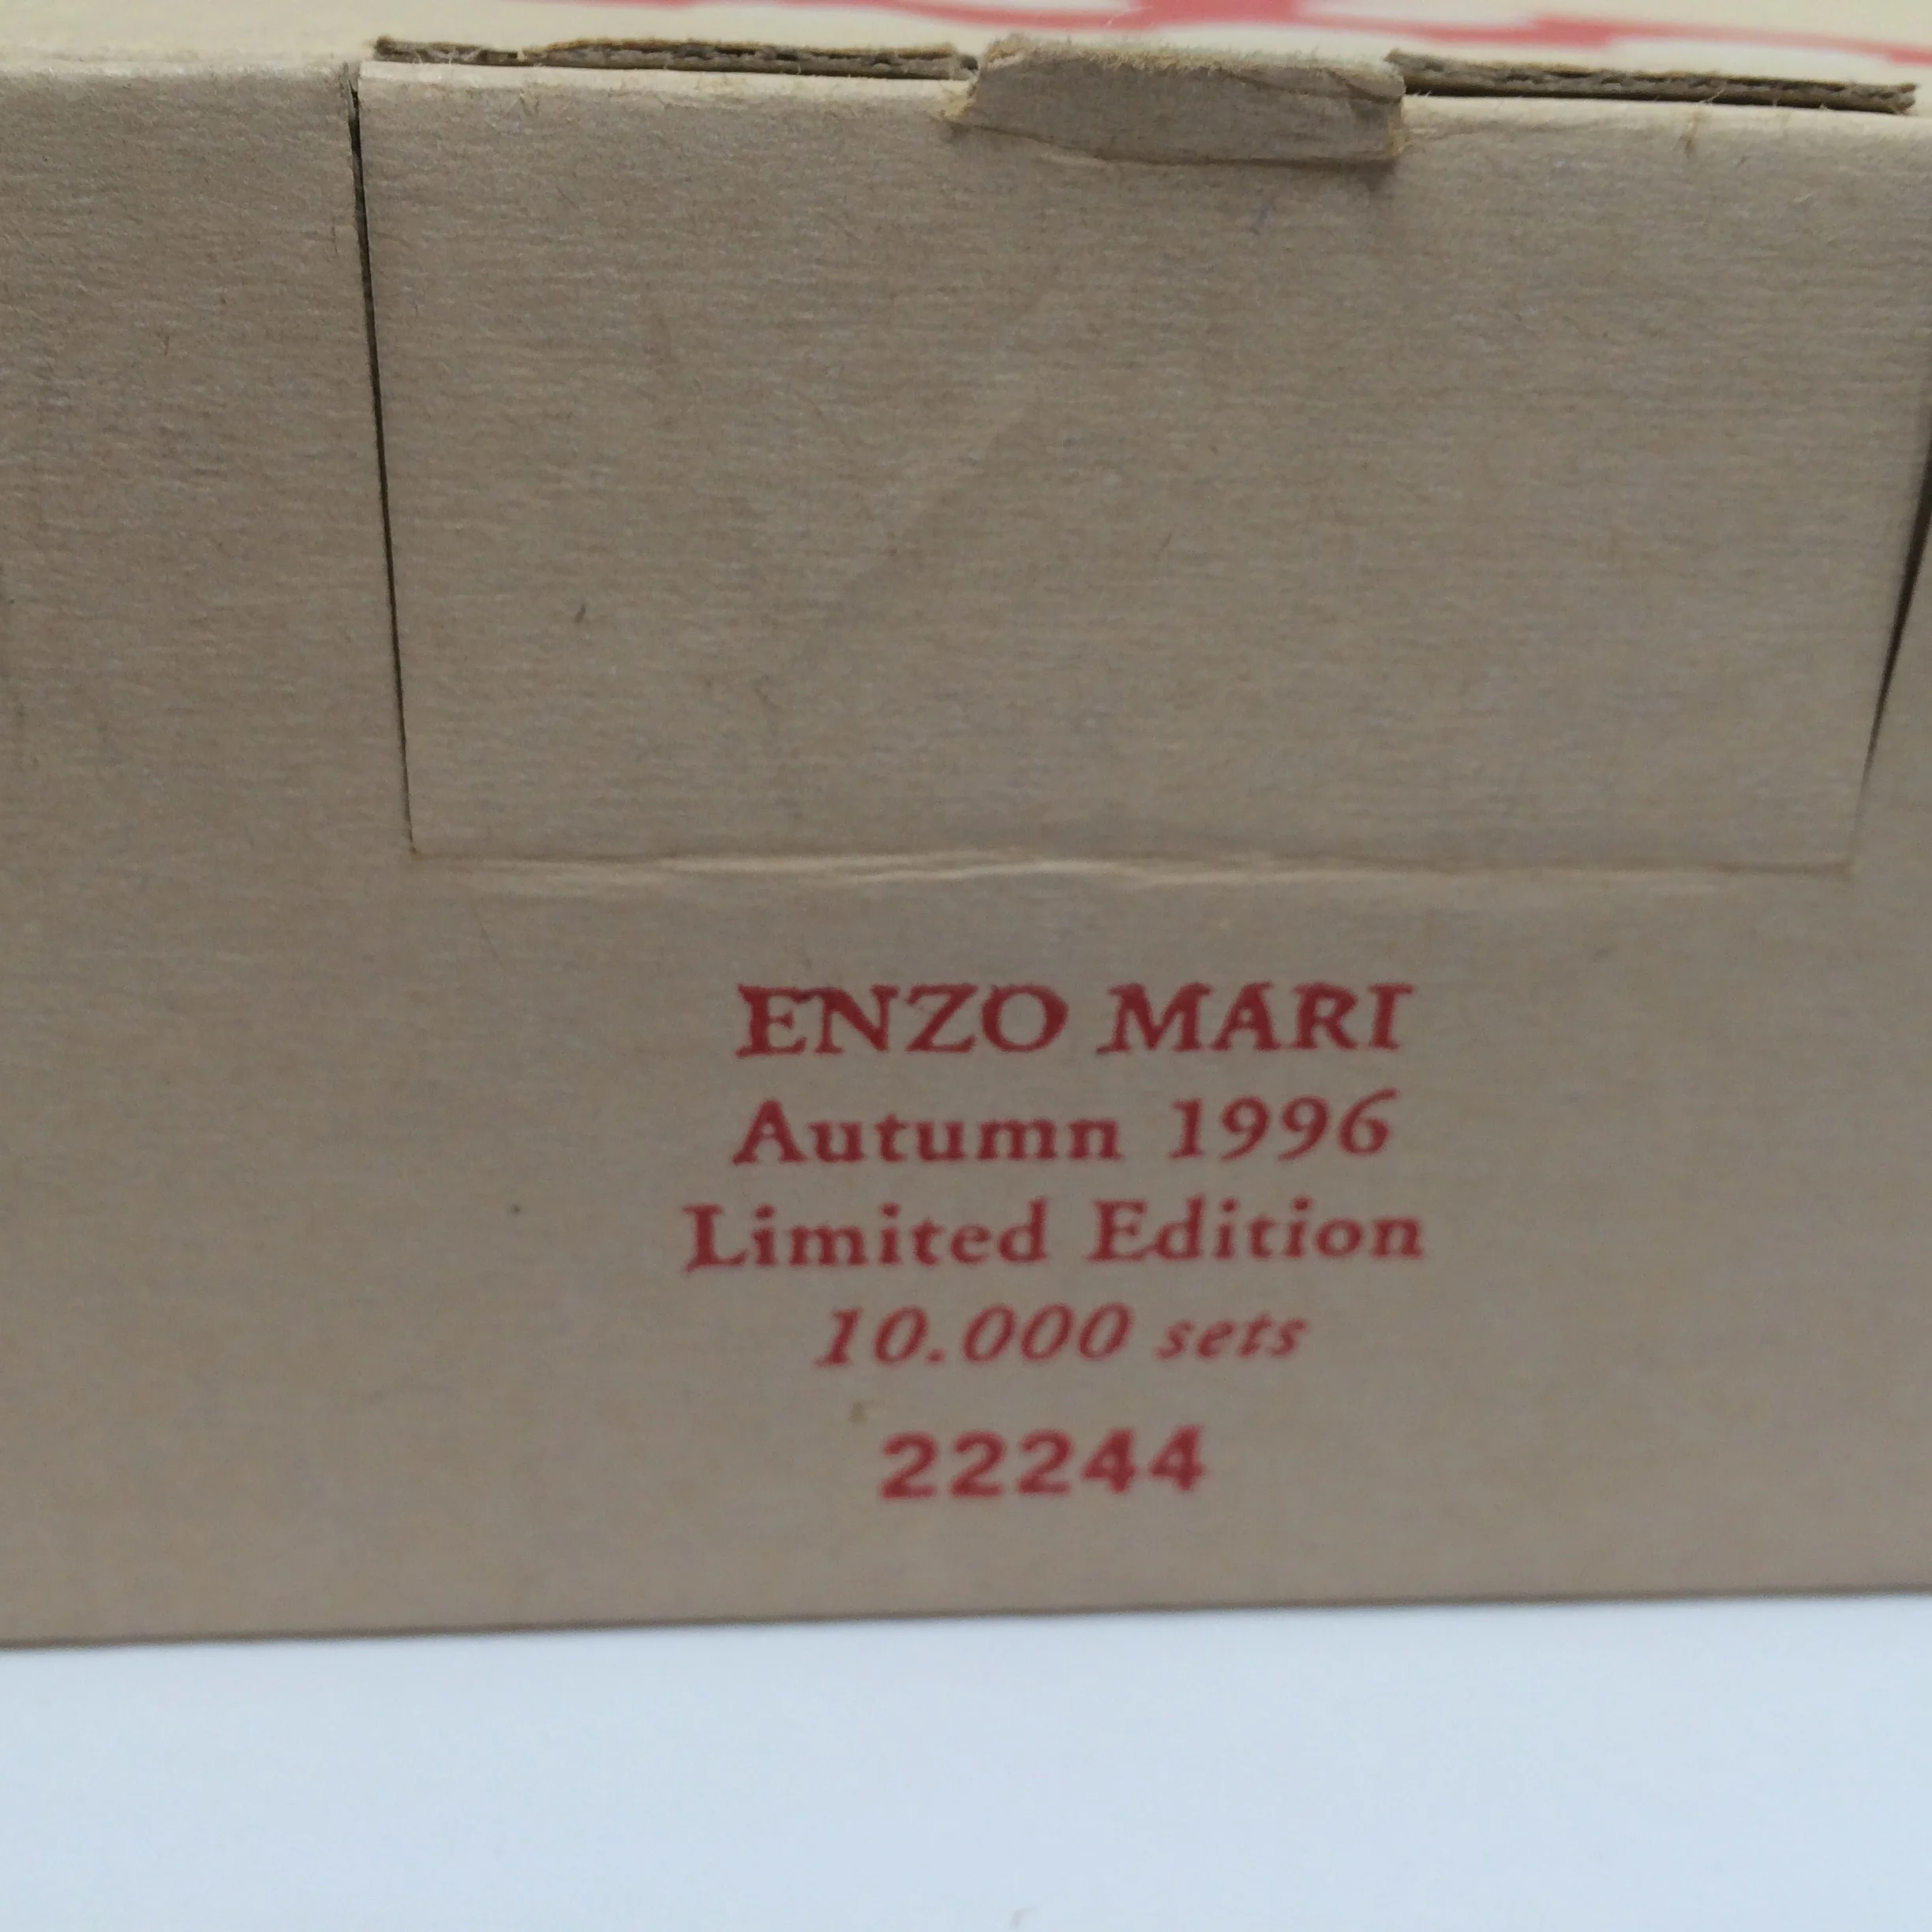 ENZO MARI
Autumn 1996
Limited Edition
10.000 sets
22244